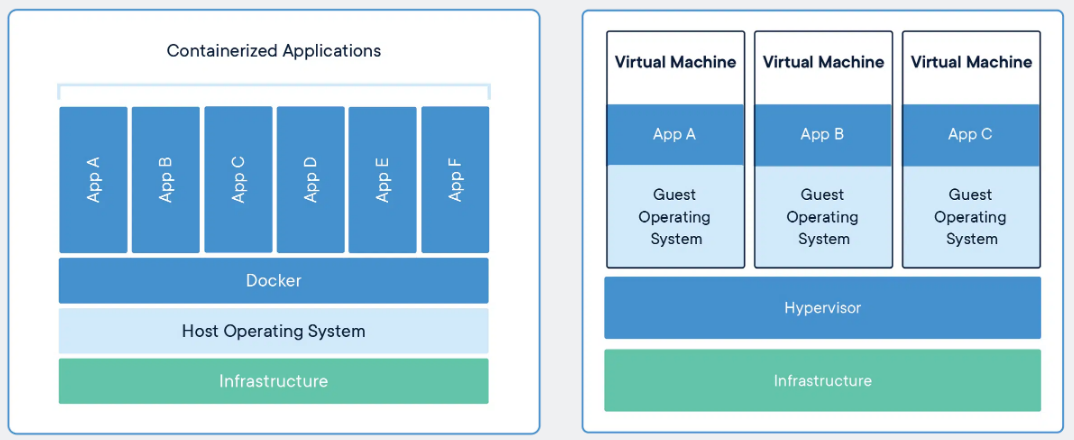 Containerized Applications
App A
App B
App C
App D
App E
App F
Docker
Host Operating System
Infrastructure
Virtual Machine
App A
Guest
Operating
System
Virtual Machine
App B
Guest
Operating
System
Virtual Machine
App C
Guest
Operating
System
Hypervisor
Infrastructure